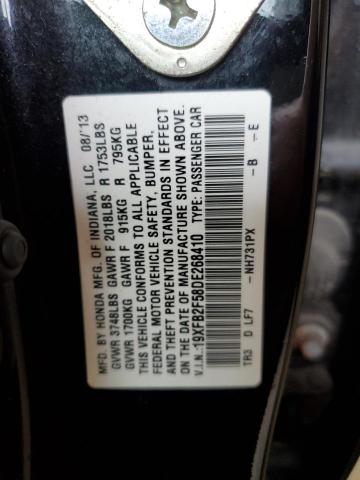 MFD. BY HONDA MFG. OF INDIANA, LLC 08/13
GVWR 3748LBS GAWR F 2018LBS R 1753LBS
GVWR 1700KG GAWR F 915KG R 795KG
THIS VEHICLE CONFORMS TO ALL APPLICABLE
FEDERAL MOTOR VEHICLE SAFETY, BUMPER,
AND THEFT PREVENTION STANDARDS IN EFFECT
ON THE DATE OF MANUFACTURE SHOWN ABOVE.
V.I.N.:19XFB2F58DE268410 TYPE: PASSENGER CAR
TR3 D LF7 -NH731PX -B -E